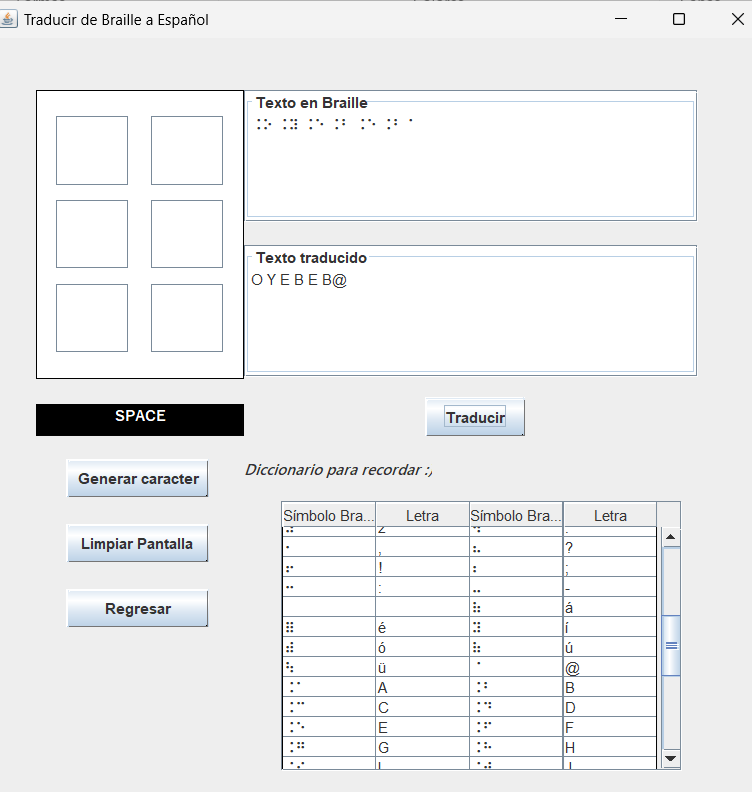 Traducir de Braille a Español
Texto en Braille
⠨⠕ ⠨⠽ ⠨⠑ ⠨⠃ ⠨⠑ ⠨⠃ ⠈
Texto traducido
O Y E B E B@
SPACE
Traducir
Generar caracter
Limpiar Pantalla
Regresar
Diccionario para recordar :,
Símbolo Bra... Letra Símbolo Bra... Letra
⠂ , ⠦ ?
⠖ ! ⠆ ;
⠒ : ⠤ -
⠷ á
é í
ó ú
⠳ ü ⠈ @
⠨⠁ A ⠨⠃ B
⠨⠉ C ⠨⠙ D
⠨⠑ E ⠨⠋ F
⠨⠛ G ⠨⠓ H